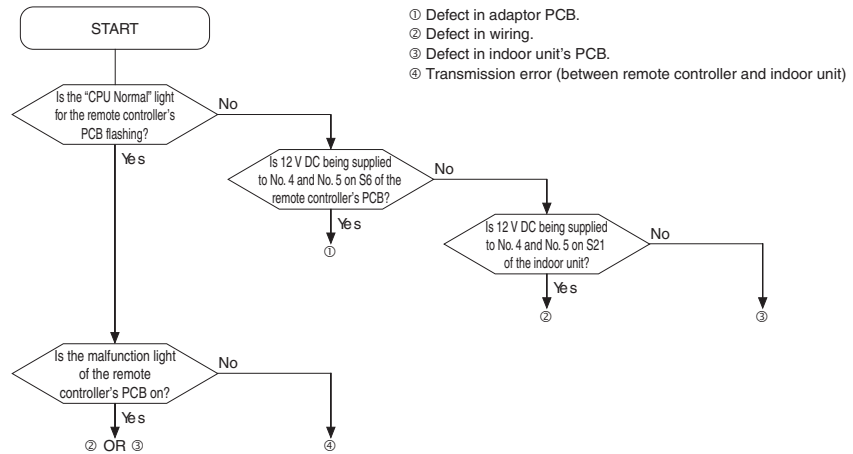 START
① Defect in adaptor PCB.
② Defect in wiring.
③ Defect in indoor unit's PCB.
④ Transmission error (between remote controller and indoor unit)
Is the "CPU Normal" light
for the remote controller's
PCB flashing?
No
Yes
Is 12 V DC being supplied
to No. 4 and No. 5 on S6 of the
remote controller's PCB?
No
Yes
①
Is 12 V DC being supplied
to No. 4 and No. 5 on S21
of the indoor unit?
No
Yes
②
③
Is the malfunction light
of the remote
controller's PCB on?
No
Yes
② OR ③
④